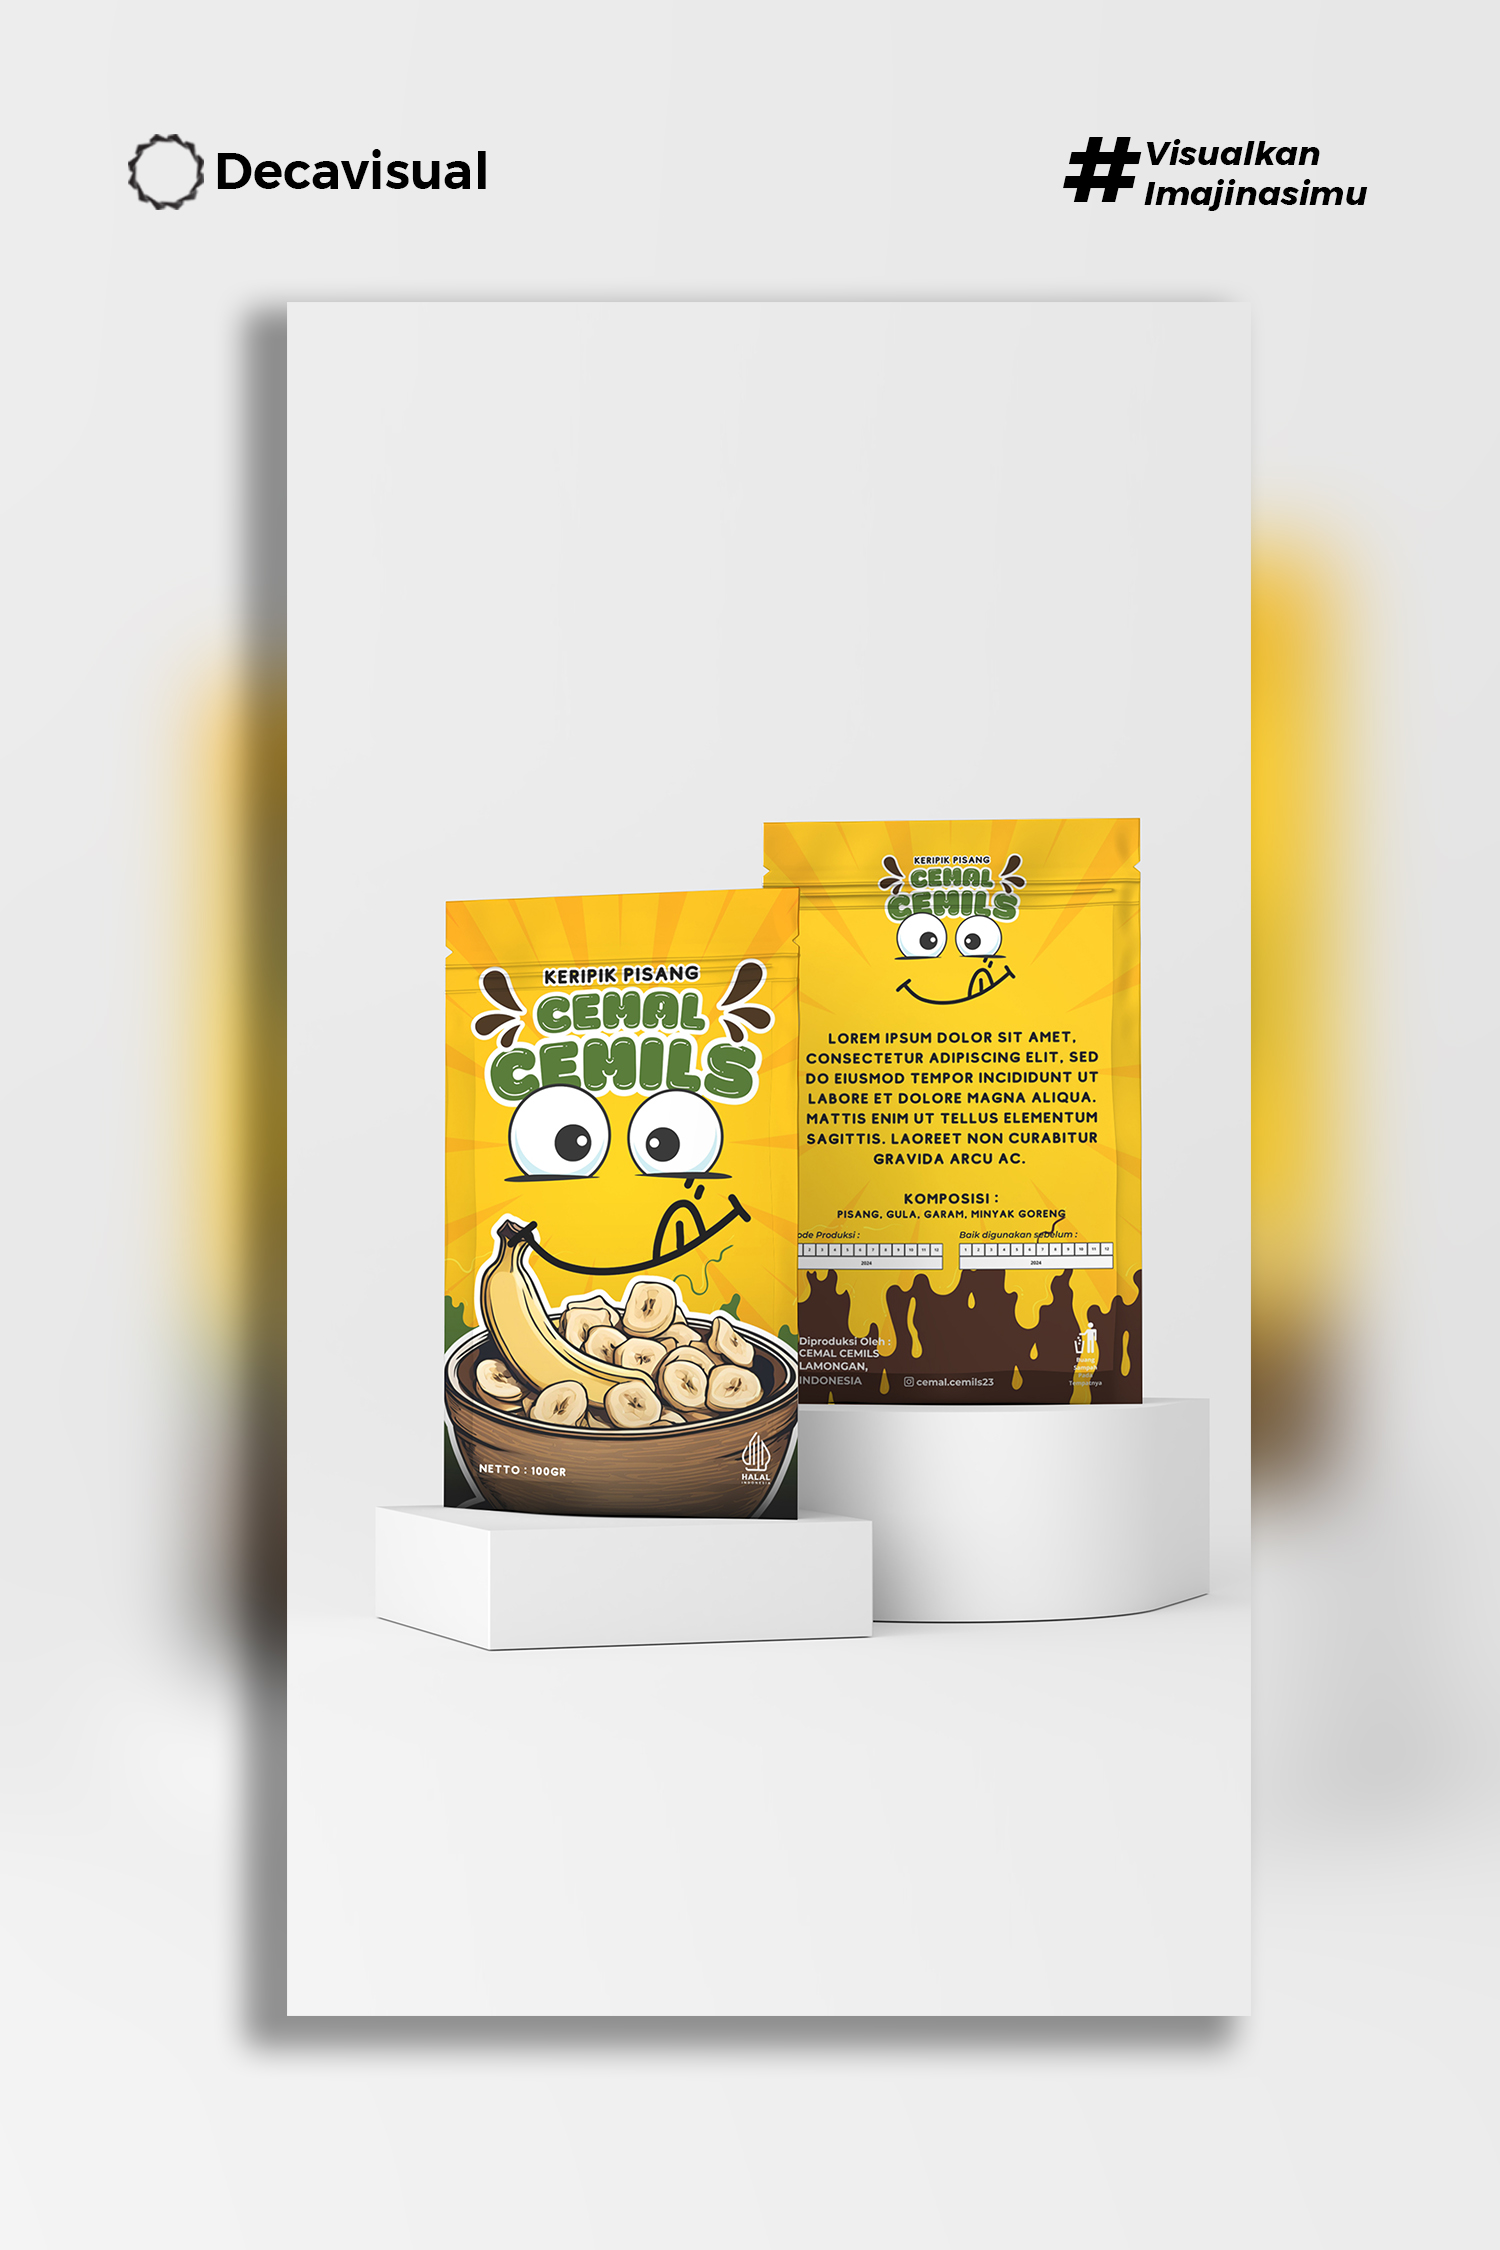 Decavisual
#Visualkan
Imajinasimu
KERIPIK PISANG
CEMAL
CEMILS
NETTO : 100GR
HALAL
INDONESIA
KERIPIK PISANG
CEMAL
CEMILS
LOREM IPSUM DOLOR SIT AMET,
CONSECTETUR ADIPISCING ELIT, SED
DO EIUSMOD TEMPOR INCIDIDUNT UT
LABORE ET DOLORE MAGNA ALIQUA.
MATTIS ENIM UT TELLUS ELEMENTUM
SAGITTIS. LAOREET NON CURABITUR
GRAVIDA ARCU AC.
KOMPOSISI :
PISANG, GULA, GARAM, MINYAK GORENG
ode Produksi :
2 3 4 5 6 7 8 9 10 11 12
2024
Baik digunakan sebelum :
1 2 3 4 5 6 7 8 9 10 11 12
2024
Diproduksi Oleh :
CEMAL CEMILS
LAMONGAN,
INDONESIA
cemal.cemils23
Buang
Sampah
Pada
Tempatnya